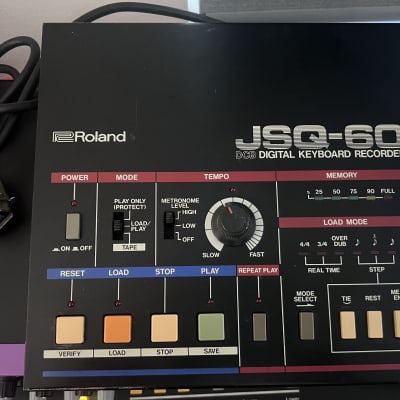 Roland
JSQ-60
DCB DIGITAL KEYBOARD RECORDER
POWER
MODE
TEMPO
MEMORY
PLAY ONLY
(PROTECT)
LOAD/
PLAY
TAPE
METRONOME
LEVEL
HIGH
LOW
OFF
SLOW
FAST
25 50 75 90 FULL
LOAD MODE
4/4 3/4 OVER
DUB
REAL TIME
STEP
ON OFF
RESET
LOAD
STOP
PLAY
REPEAT PLAY
MODE
SELECT
TIE
REST
VERIFY
LOAD
STOP
SAVE